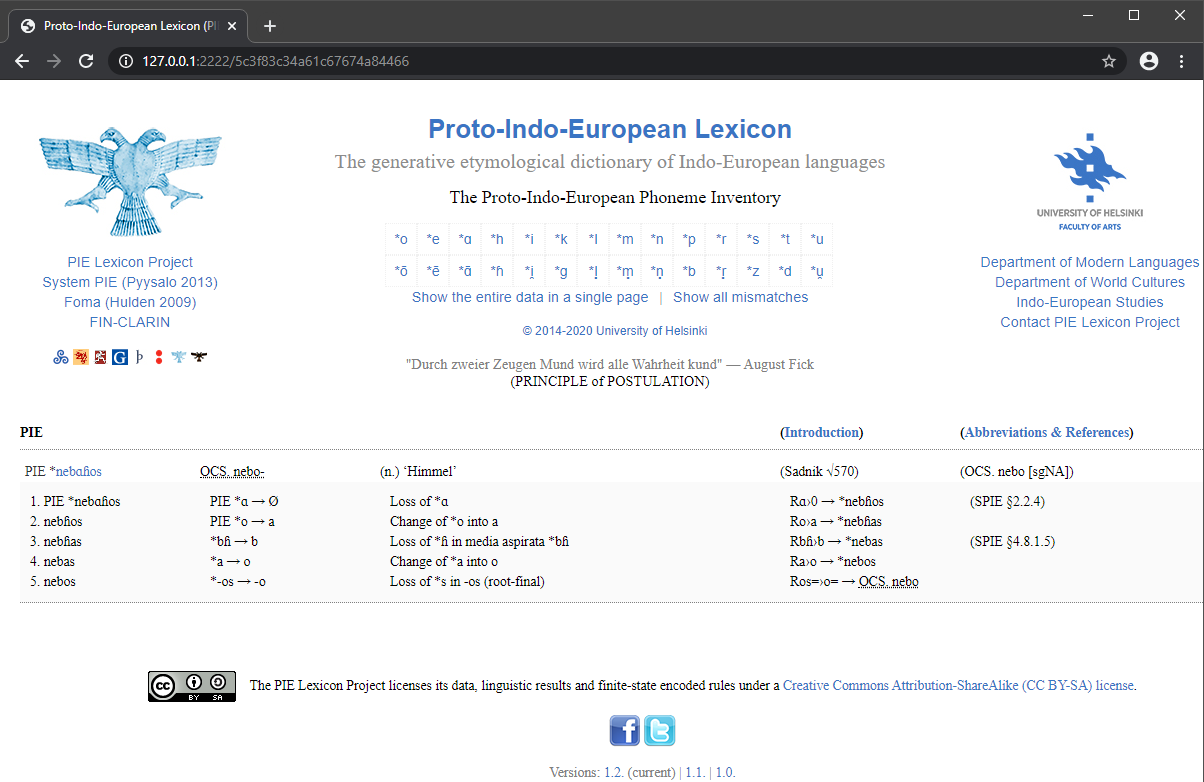 Proto-Indo-European Lexicon (PI
127.0.0.1:2222/5c3f83c34a61c67674a84466
Proto-Indo-European Lexicon
The generative etymological dictionary of Indo-European languages
The Proto-Indo-European Phoneme Inventory
*o *e *ɑ *h *i *k *l *m *n *p *r *s *t *u
*ō *ē *ɑ̄ *ɦ *i̯ *g *l̥ *m̥ *n̥ *b *r̥ *z *d *u̯
Show the entire data in a single page | Show all mismatches
© 2014-2020 University of Helsinki
"Durch zweier Zeugen Mund wird alle Wahrheit kund" — August Fick
(PRINCIPLE of POSTULATION)
PIE Lexicon Project
System PIE (Pyysalo 2013)
Foma (Hulden 2009)
FIN-CLARIN
G þ
UNIVERSITY OF HELSINKI
FACULTY OF ARTS
Department of Modern Languages
Department of World Cultures
Indo-European Studies
Contact PIE Lexicon Project
PIE (Introduction) (Abbreviations & References)
PIE *nebɑɦos OCS. nebo- (n.) ‘Himmel’ (Sadnik √570) (OCS. nebo [sgNA])
1. PIE *nebɑɦos PIE *ɑ → Ø Loss of *ɑ Rɑ›0 → *nebɦos (SPIE §2.2.4)
2. nebɦos PIE *o → a Change of *o into a Ro›a → *nebɦas
3. nebɦas *bɦ → b Loss of *ɦ in media aspirata *bɦ Rbɦ›b → *nebas (SPIE §4.8.1.5)
4. nebas *a → o Change of *a into o Ra›o → *nebos
5. nebos *-os → -o Loss of *s in -os (root-final) Ros=›o= → OCS. nebo
cc BY SA
The PIE Lexicon Project licenses its data, linguistic results and finite-state encoded rules under a Creative Commons Attribution-ShareAlike (CC BY-SA) license.
Versions: 1.2. (current) | 1.1. | 1.0.